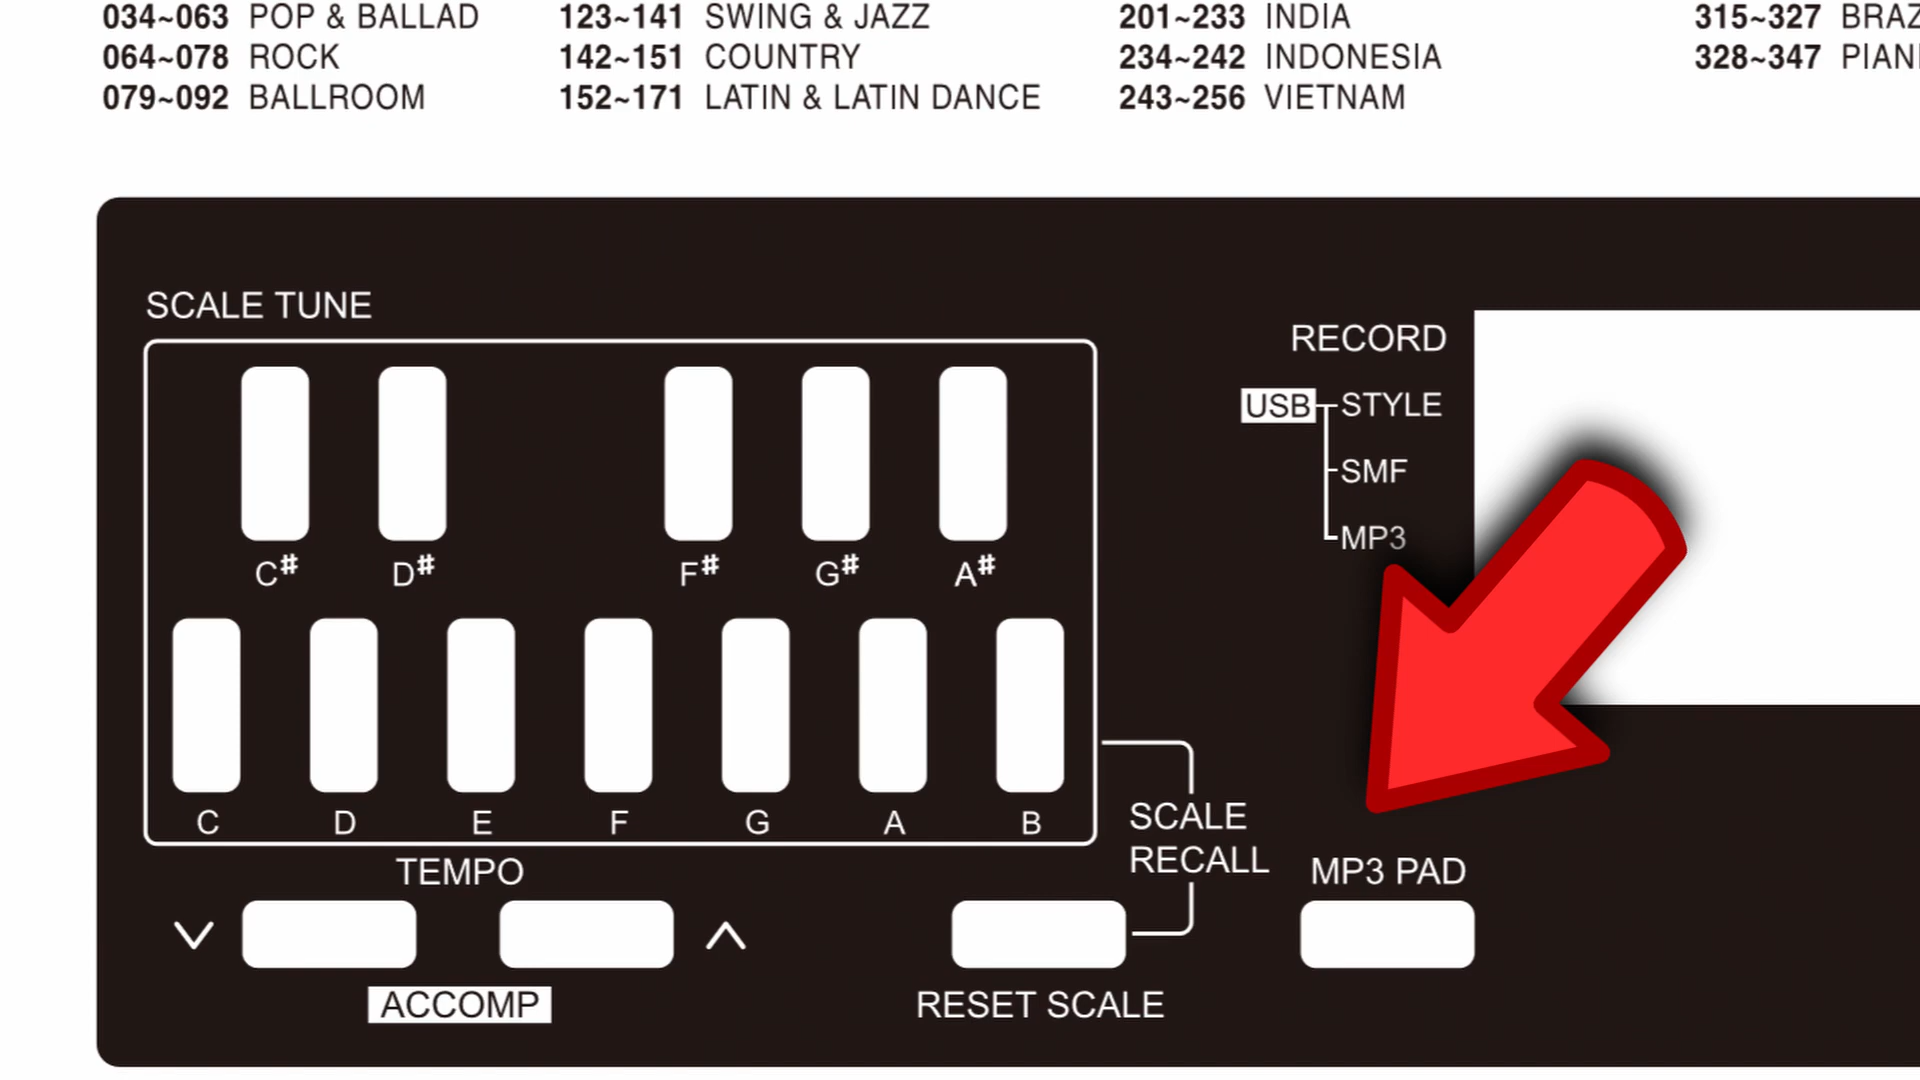 034~063 POP & BALLAD
064~078 ROCK
079~092 BALLROOM
123~141 SWING & JAZZ
142~151 COUNTRY
152~171 LATIN & LATIN DANCE
201~233 INDIA
234~242 INDONESIA
243~256 VIETNAM
315~327
328~347
SCALE TUNE
C# D# F# G# A#
C D E F G A B
TEMPO
ACCOMP
SCALE
RECALL
RESET SCALE
RECORD
USB STYLE
SMF
MP3
MP3 PAD